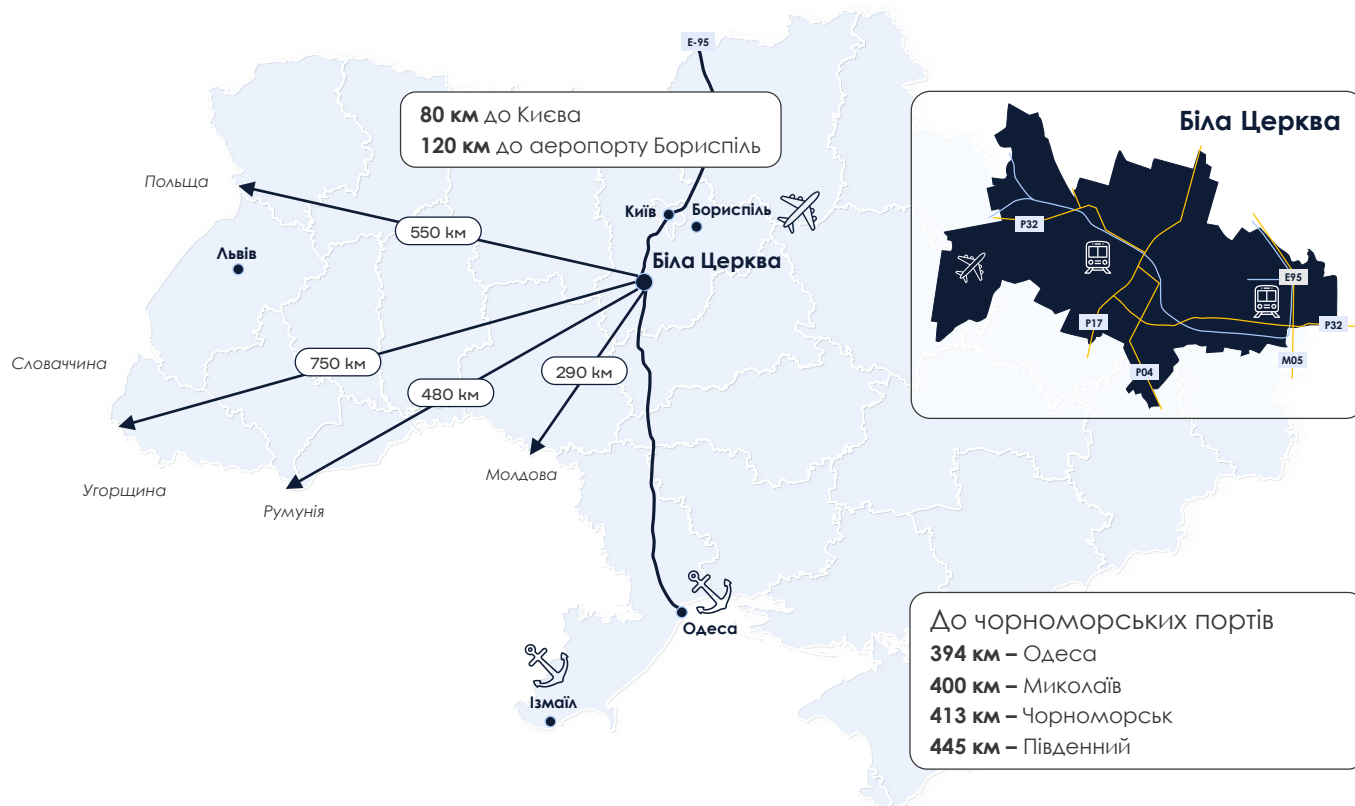 E-95
80 км до Києва
120 км до аеропорту Бориспіль
Біла Церква
Польща
550 км
Київ
Бориспіль
Львів
Біла Церква
P32
E95
P17
P32
M05
P04
Словаччина
750 км
480 км
290 км
Молдова
Угорщина
Румунія
Одеса
Ізмаїл
До чорноморських портів
394 км – Одеса
400 км – Миколаїв
413 км – Чорноморськ
445 км – Південний